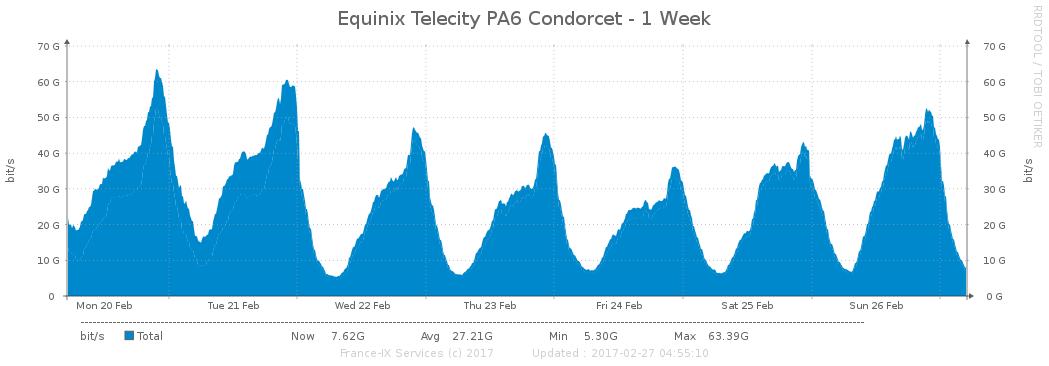 Equinix Telecity PA6 Condorcet - 1 Week
RRDTOOL / TOBI OETIKER
bit/s
70 G 70 G
60 G 60 G
50 G 50 G
40 G 40 G
30 G 30 G
20 G 20 G
10 G 10 G
0 0 G
bit/s
Mon 20 Feb Tue 21 Feb Wed 22 Feb Thu 23 Feb Fri 24 Feb Sat 25 Feb Sun 26 Feb
bit/s Total Now 7.62G Avg 27.21G Min 5.30G Max 63.39G
France-IX Services (c) 2017 Updated : 2017-02-27 04:55:10